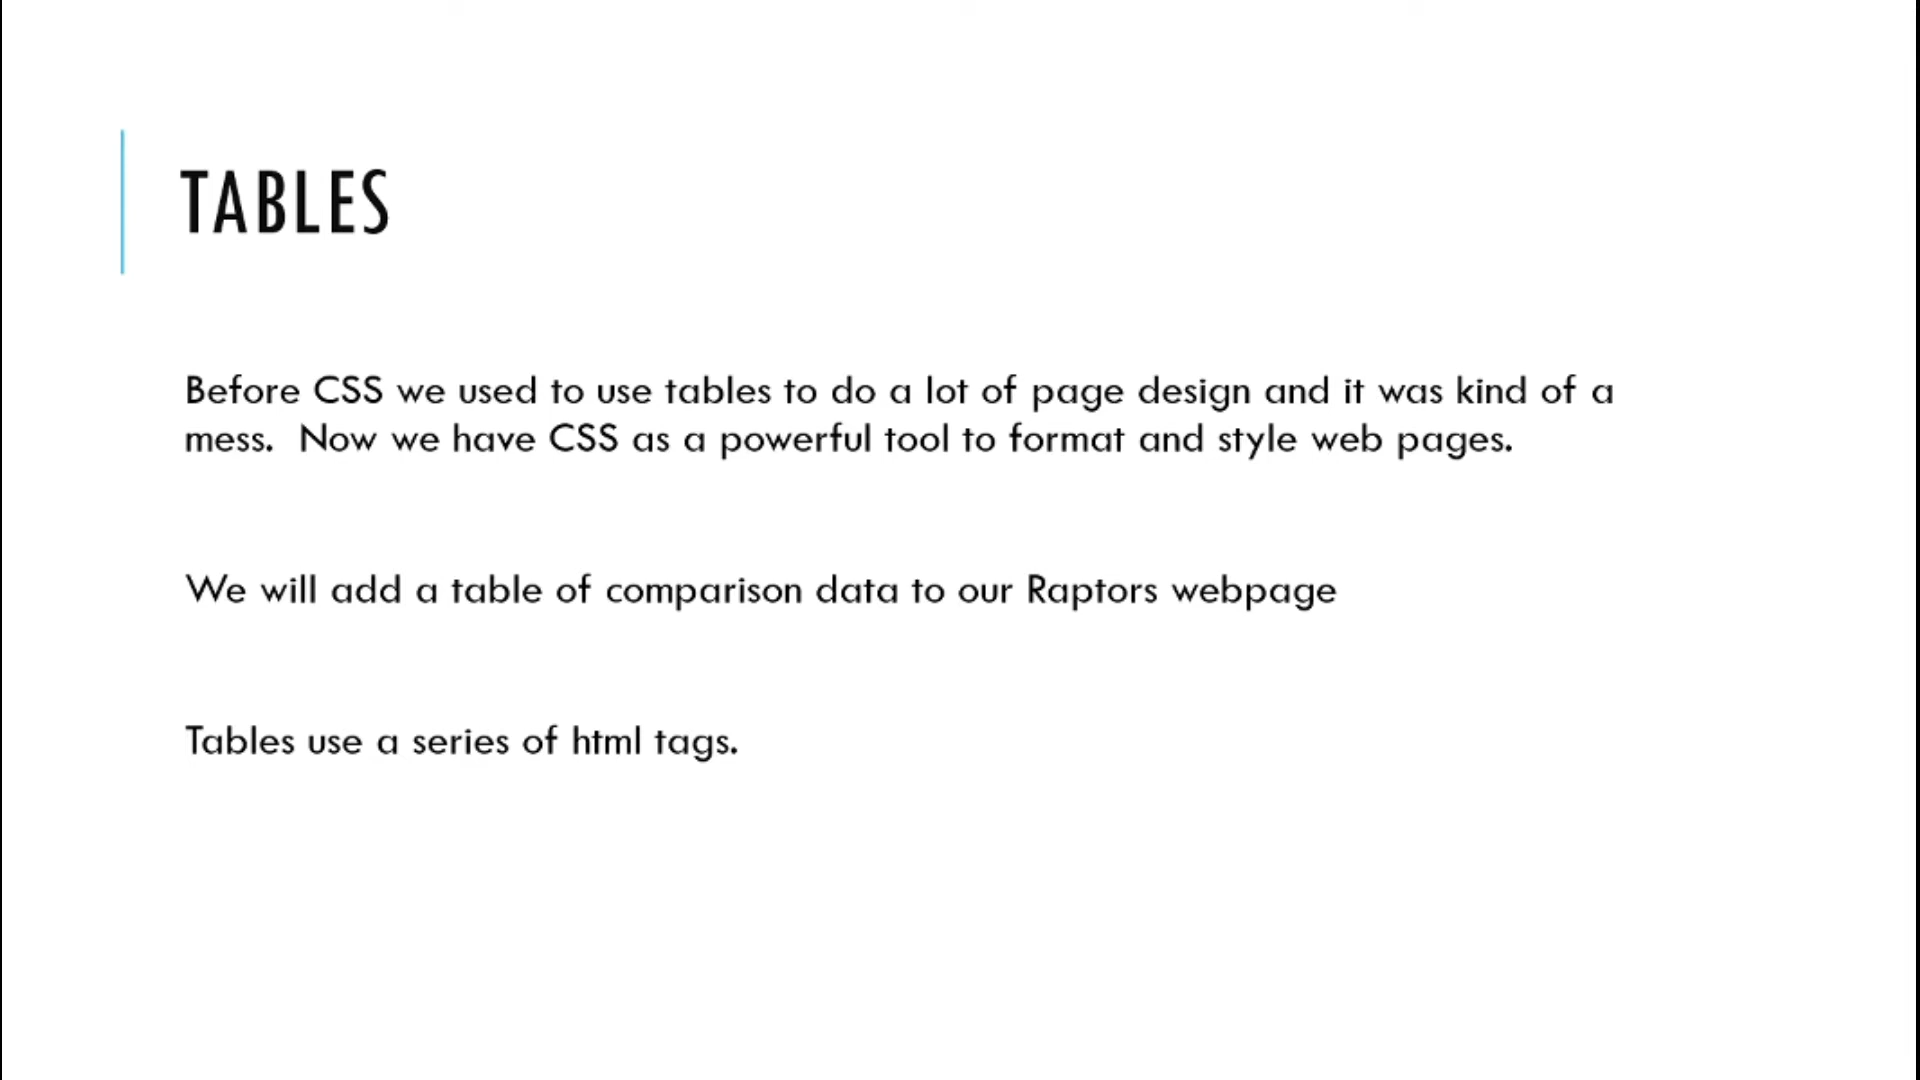 TABLES
Before CSS we used to use tables to do a lot of page design and it was kind of a
mess.  Now we have CSS as a powerful tool to format and style web pages.
We will add a table of comparison data to our Raptors webpage
Tables use a series of html tags.